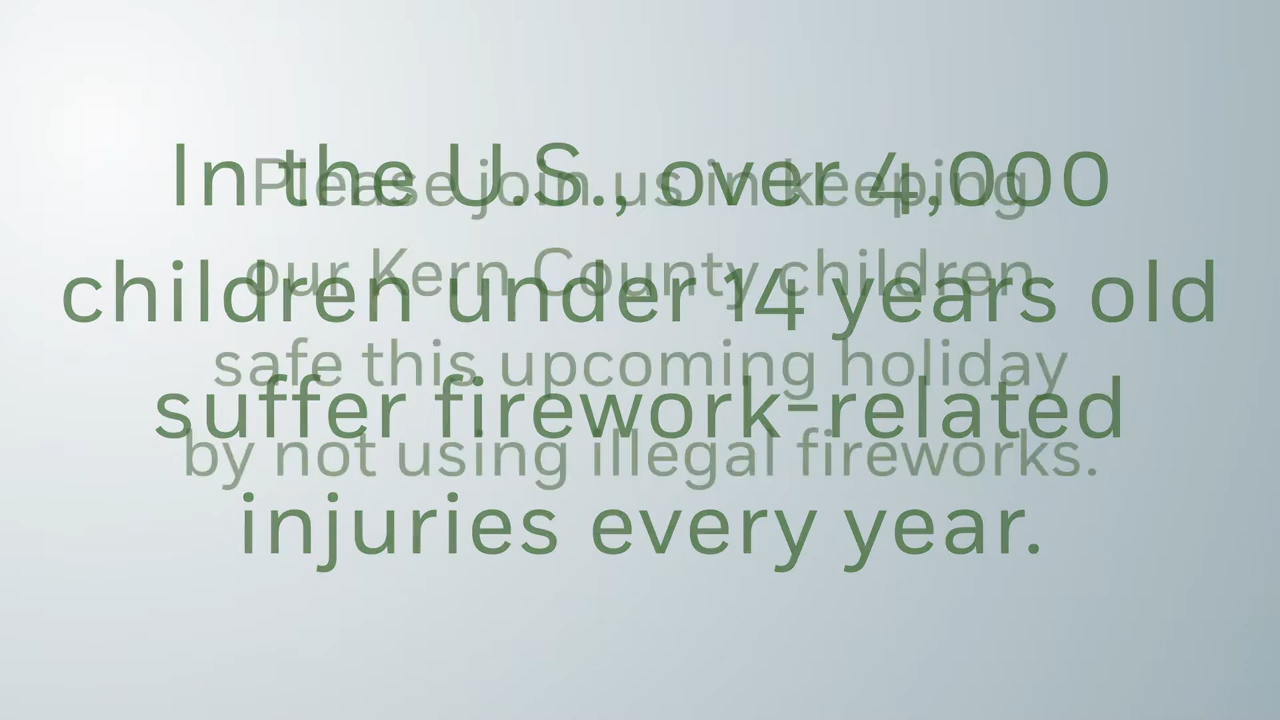 In the U.S., over 4,000
children under 14 years old
suffer firework-related
injuries every year.
Please join us in keeping
our Kern County children
safe this upcoming holiday
by not using illegal fireworks.